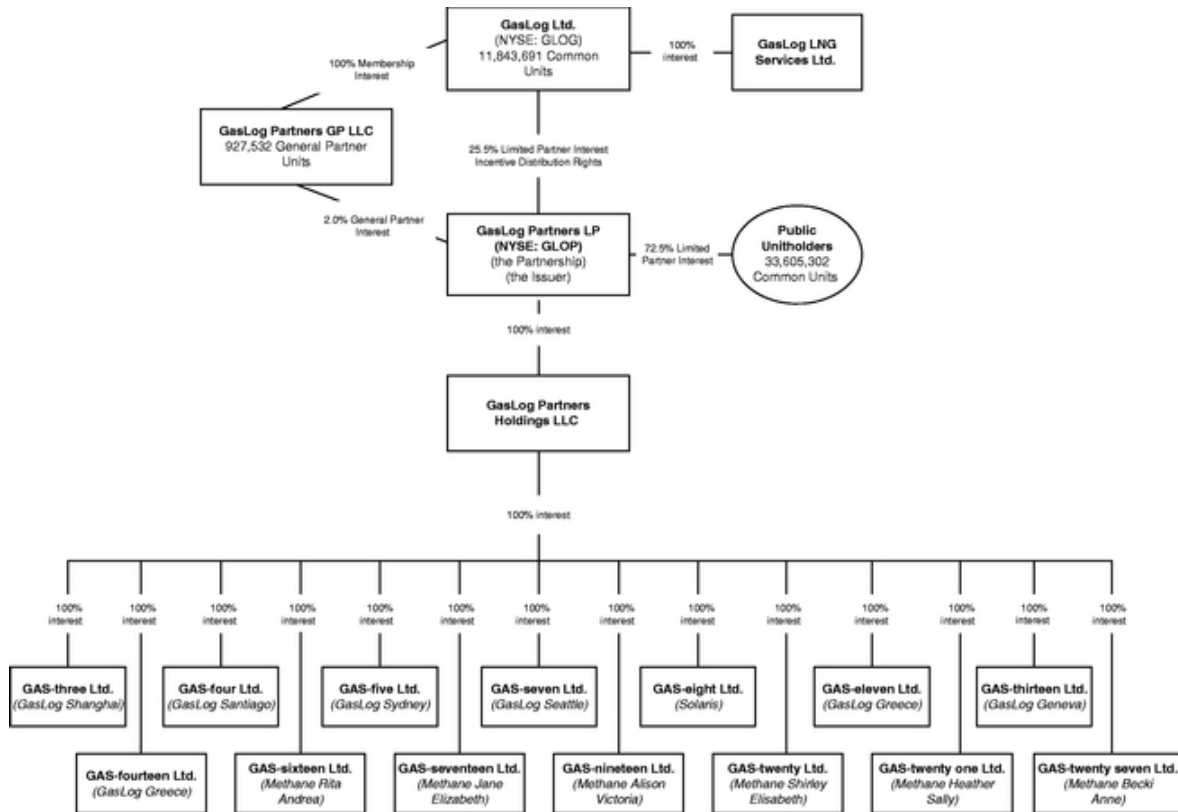 GasLog Ltd.
(NYSE: GLOG)
11,843,691 Common
Units
100%
interest
GasLog LNG
Services Ltd.
100% Membership
Interest
GasLog Partners GP LLC
927,532 General Partner
Units
25.5% Limited Partner Interest
Incentive Distribution Rights
2.0% General Partner
Interest
GasLog Partners LP
(NYSE: GLOP)
(the Partnership)
(the Issuer)
72.5% Limited
Partner Interest
Public
Unitholders
33,605,302
Common Units
100% interest
GasLog Partners
Holdings LLC
100% interest
100%
interest
100%
interest
100%
interest
100%
interest
100%
interest
100%
interest
100%
interest
100%
interest
100%
interest
100%
interest
100%
interest
100%
interest
100%
interest
100%
interest
GAS-three Ltd.
(GasLog Shanghai)
GAS-four Ltd.
(GasLog Santiago)
GAS-five Ltd.
(GasLog Sydney)
GAS-seven Ltd.
(GasLog Seattle)
GAS-eight Ltd.
(Solaris)
GAS-eleven Ltd.
(GasLog Greece)
GAS-thirteen Ltd.
(GasLog Geneva)
GAS-fourteen Ltd.
(GasLog Greece)
GAS-sixteen Ltd.
(Methane Rita
Andrea)
GAS-seventeen Ltd.
(Methane Jane
Elizabeth)
GAS-nineteen Ltd.
(Methane Alison
Victoria)
GAS-twenty Ltd.
(Methane Shirley
Elisabeth)
GAS-twenty one Ltd.
(Methane Heather
Sally)
GAS-twenty seven Ltd.
(Methane Becki
Anne)